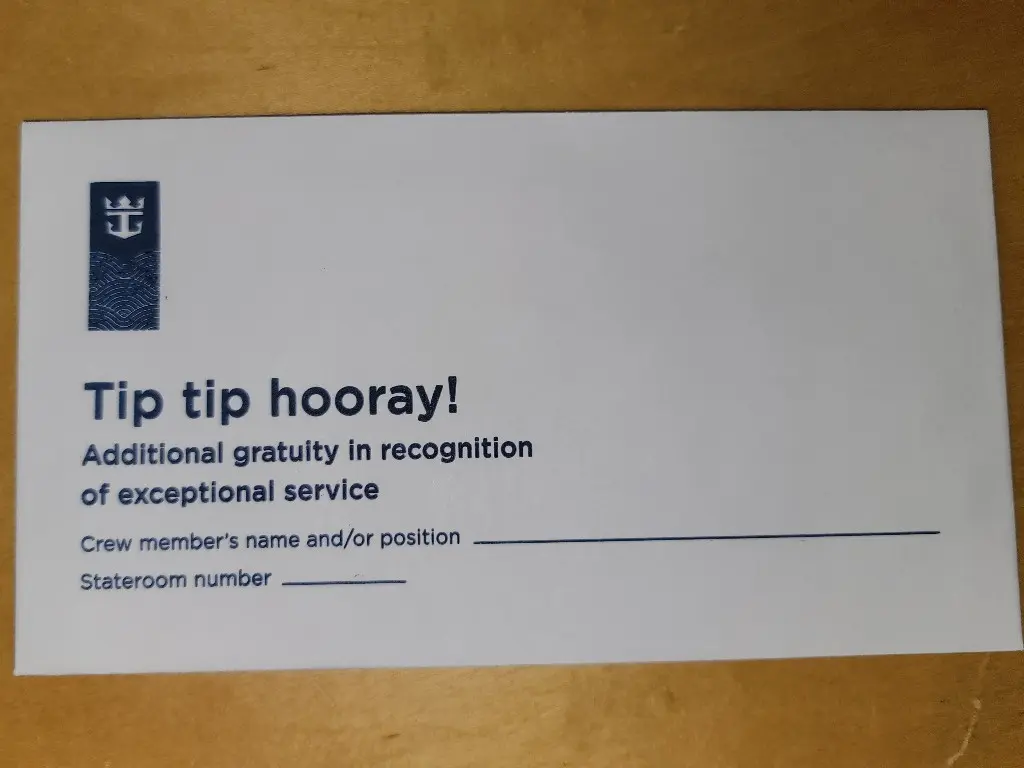 Tip tip hooray!
Additional gratuity in recognition
of exceptional service
Crew member's name and/or position
Stateroom number